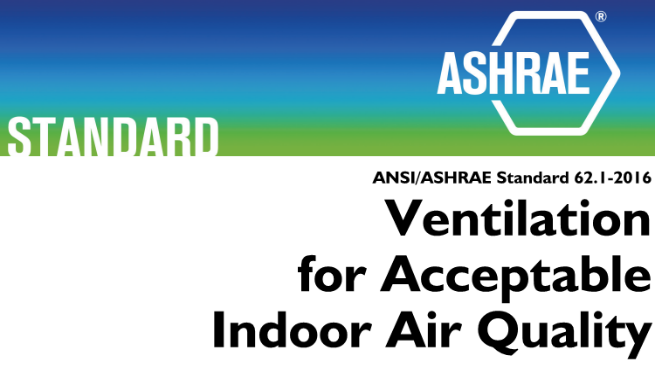 ASHRAE®
STANDARD
ANSI/ASHRAE Standard 62.1-2016
Ventilation
for Acceptable
Indoor Air Quality